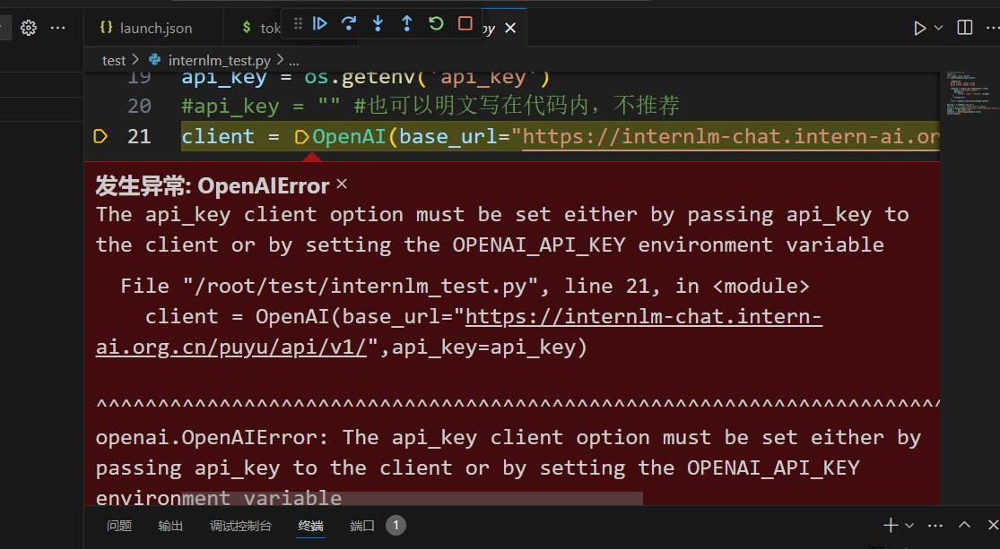 launch.json
$ tok
py
test > internlm_test.py > ...
19 api_key = os.getenv('api_key')
20 #api_key = "" #也可以明文写在代码内，不推荐
21 client = OpenAI(base_url="https://internlm-chat.intern-ai.or
发生异常: OpenAIError
The api_key client option must be set either by passing api_key to
the client or by setting the OPENAI_API_KEY environment variable
File "/root/test/internlm_test.py", line 21, in <module>
client = OpenAI(base_url="https://internlm-chat.intern-
ai.org.cn/puyu/api/v1/",api_key=api_key)
^^^^^^^^^^^^^^^^^^^^^^^^^^^^^^^^^^^^^^^^^^^^^^^^^^^^^^^^^^^^^^^^^^^^^
openai.OpenAIError: The api_key client option must be set either by
passing api_key to the client or by setting the OPENAI_API_KEY
environment variable
问题 输出 调试控制台 终端 端口 1